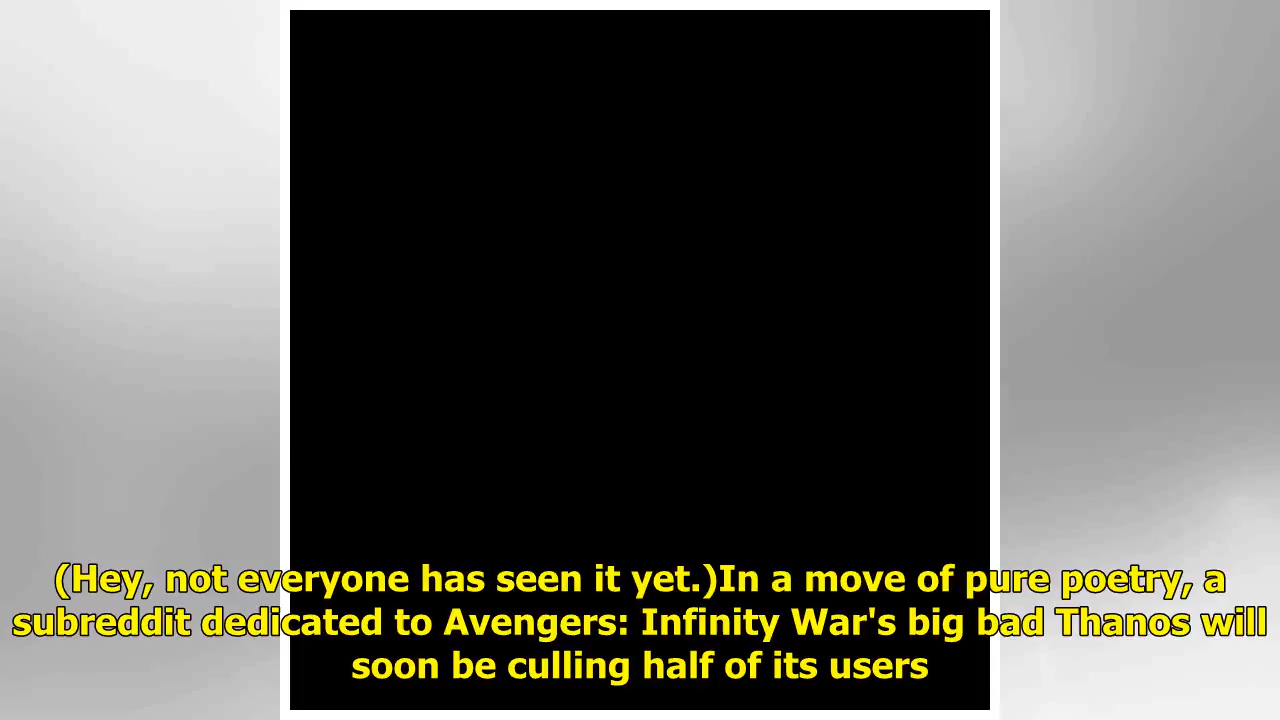 (Hey, not everyone has seen it yet.)In a move of pure poetry, a
subreddit dedicated to Avengers: Infinity War's big bad Thanos will
soon be culling half of its users